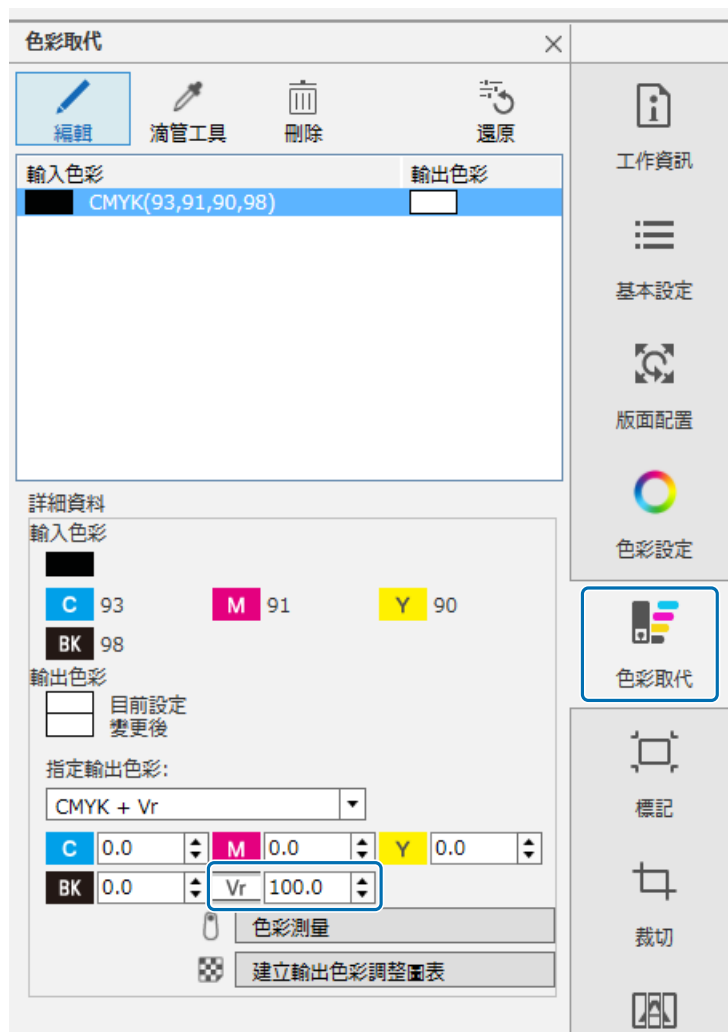 色彩取代
編輯 滴管工具 刪除 還原
輸入色彩 輸出色彩
CMYK(93,91,90,98)
詳細資料
輸入色彩
C 93 M 91 Y 90
BK 98
輸出色彩
目前設定
變更後
指定輸出色彩:
CMYK + Vr
C 0.0 M 0.0 Y 0.0
BK 0.0 Vr 100.0
色彩測量
建立輸出色彩調整圖表
工作資訊
基本設定
版面配置
色彩設定
色彩取代
標記
裁切